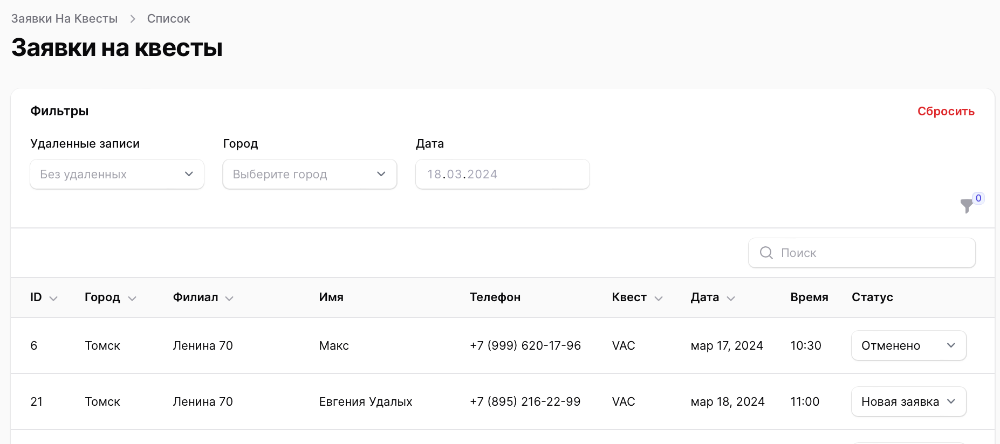 Заявки На Квесты > Список
Заявки на квесты
Фильтры Сбросить
Удаленные записи Город Дата
Без удаленных Выберите город 18.03.2024
0
Поиск
ID Город Филиал Имя Телефон Квест Дата Время Статус
6 Томск Ленина 70 Макс +7 (999) 620-17-96 VAC мар 17, 2024 10:30 Отменено
21 Томск Ленина 70 Евгения Удалых +7 (895) 216-22-99 VAC мар 18, 2024 11:00 Новая заявка